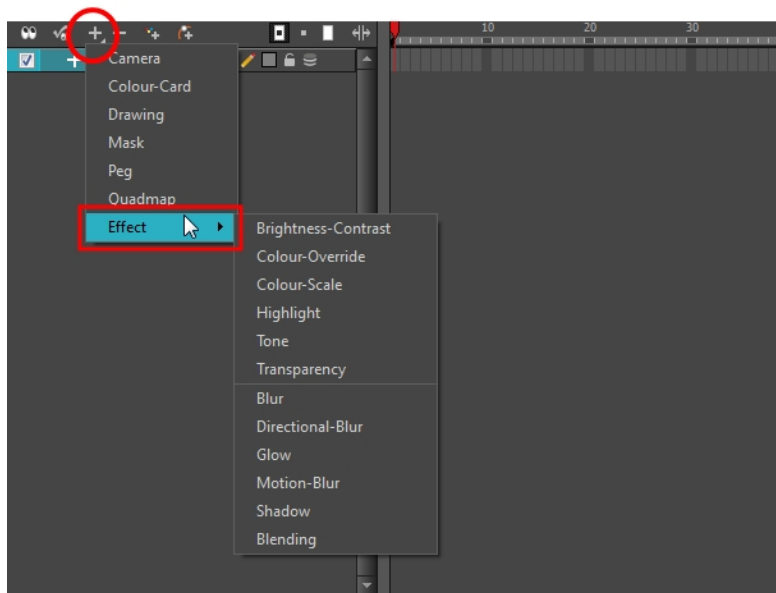 10 20 30
Camera
Colour-Card
Drawing
Mask
Peg
Quadmap
Effect
Brightness-Contrast
Colour-Override
Colour-Scale
Highlight
Tone
Transparency
Blur
Directional-Blur
Glow
Motion-Blur
Shadow
Blending